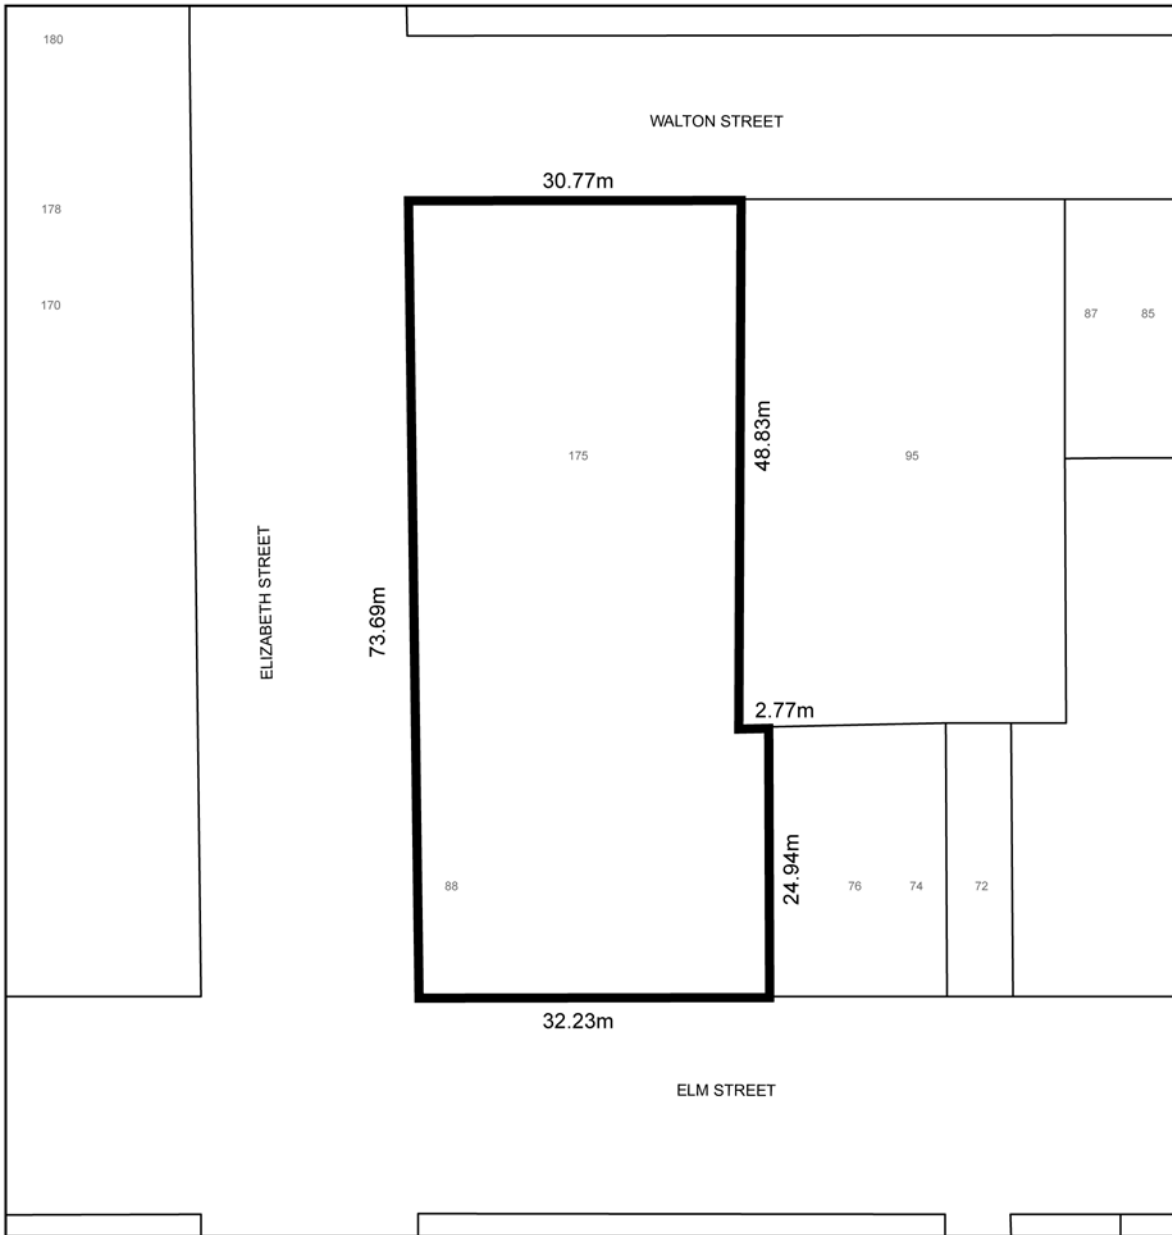 180
WALTON STREET
30.77m
178
170
87
85
48.83m
175
95
ELIZABETH STREET
73.69m
2.77m
24.94m
88
76
74
72
32.23m
ELM STREET